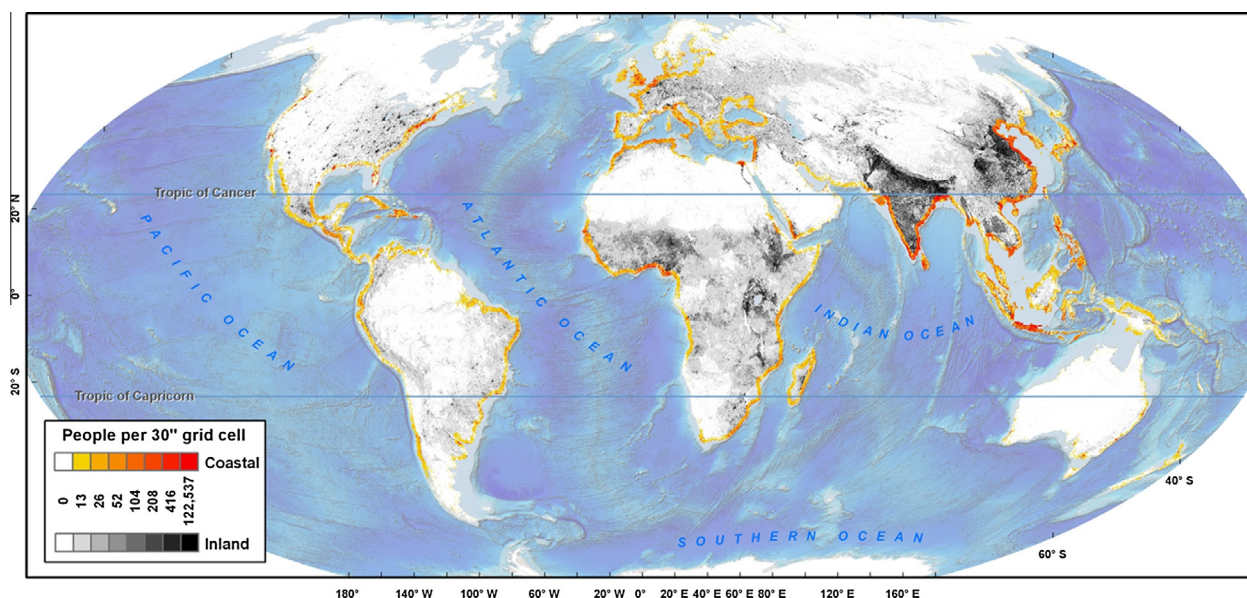 Tropic of Cancer
20° N
PACIFIC OCEAN
ATLANTIC OCEAN
0°
INDIAN OCEAN
20° S
Tropic of Capricorn
People per 30" grid cell
Coastal
0
13
26
52
104
208
416
122,537
Inland
40° S
SOUTHERN OCEAN
60° S
180° 140° W 100° W 60° W 20° W 0° 20° E 40° E 60° E 80° E 120° E 160° E